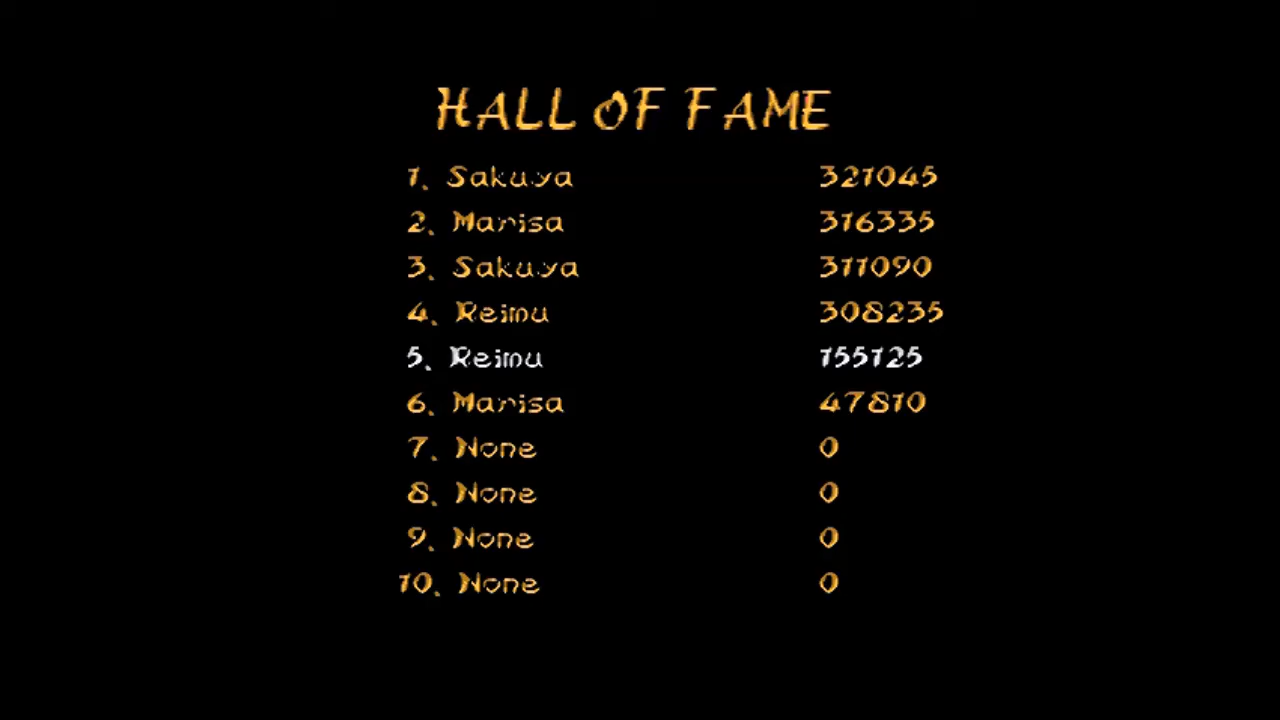 HALL OF FAME
1. Sakuya 321045
2. Marisa 316335
3. Sakuya 311090
4. Reimu 308235
5. Reimu 155125
6. Marisa 47810
7. None 0
8. None 0
9. None 0
10. None 0